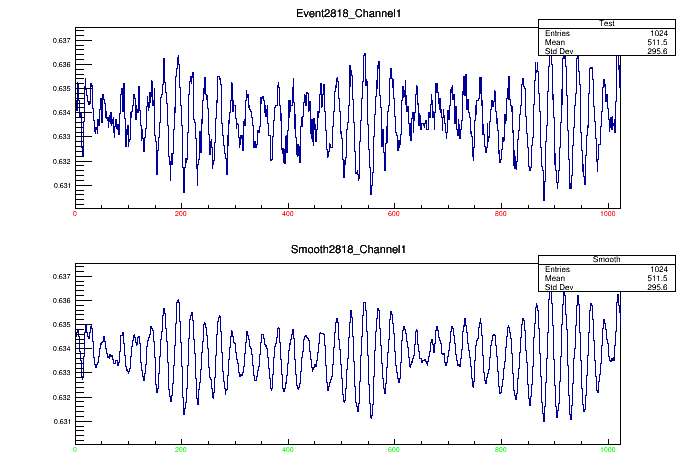 Event2818_Channel1
Test
Entries 1024
Mean 511.5
Std Dev 295.6
0.637
0.636
0.635
0.634
0.633
0.632
0.631
0 200 400 600 800 1000
Smooth2818_Channel1
Smooth
Entries 1024
Mean 511.5
Std Dev 295.6
0.637
0.636
0.635
0.634
0.633
0.632
0.631
0 200 400 600 800 1000